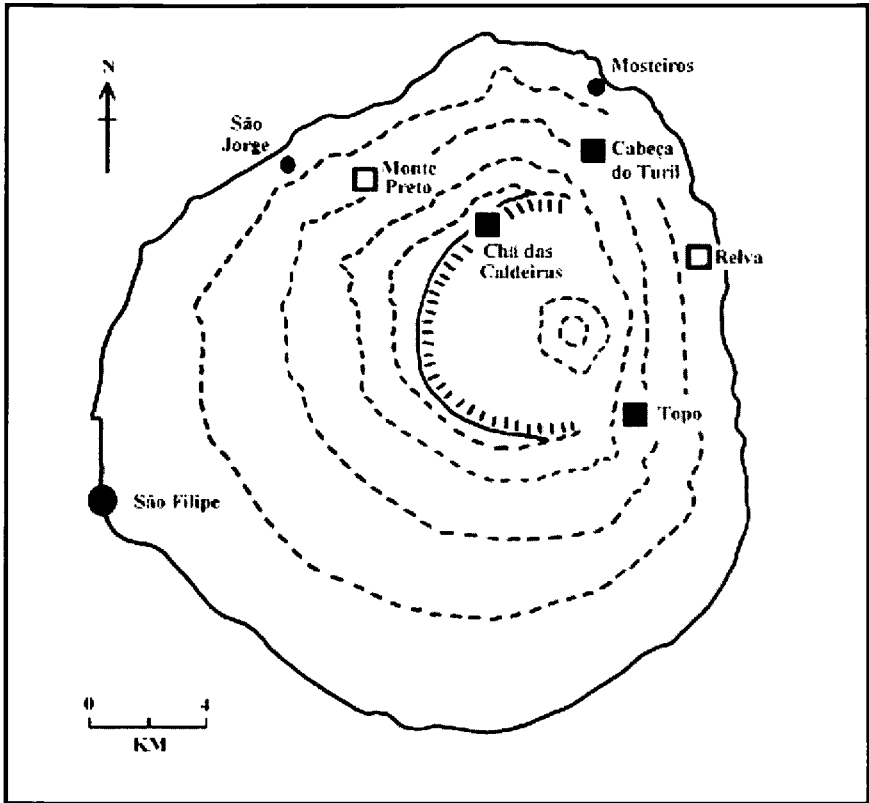 N
Mosteiros
São
Jorge
Cabeça
do Turil
Monte
Preto
Chã das
Caldeiras
Relva
Topo
São Filipe
0 4
KM